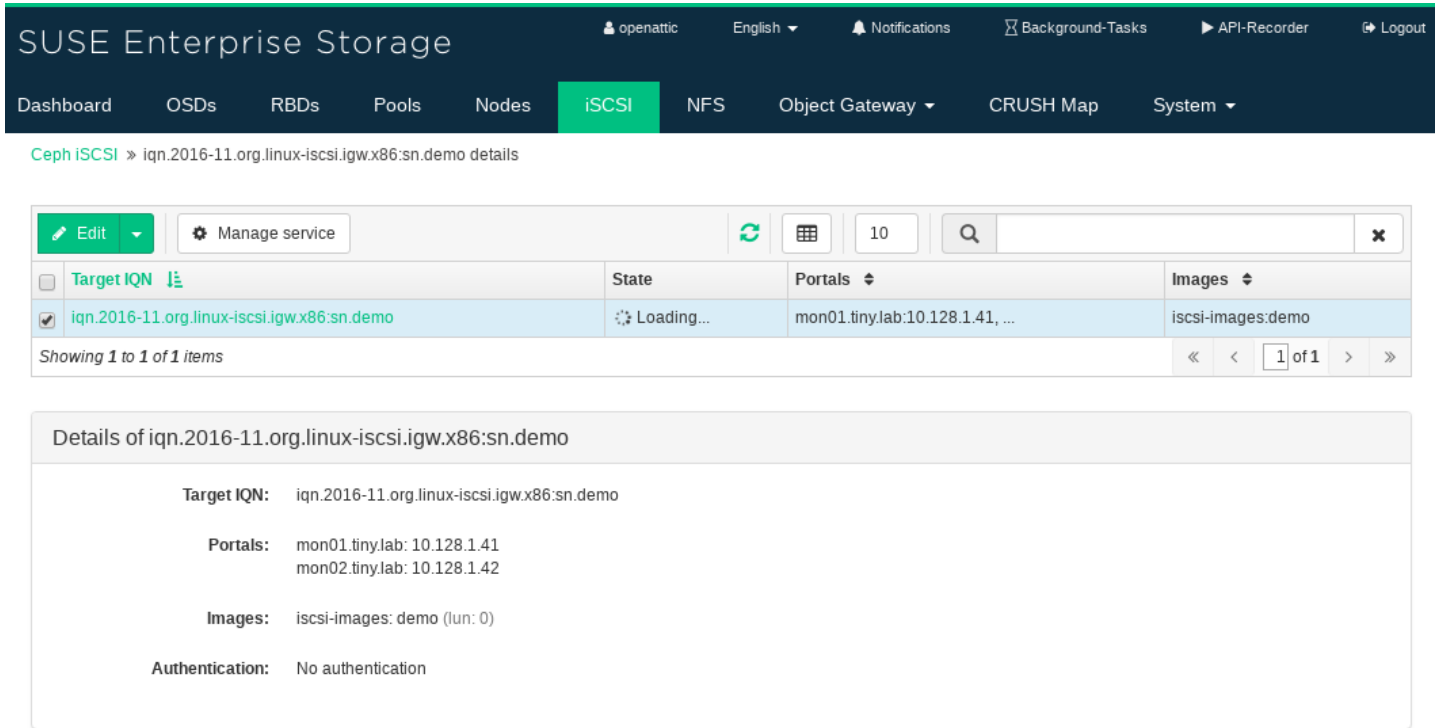 SUSE Enterprise Storage
openattic English Notifications Background-Tasks API-Recorder Logout
Dashboard OSDs RBDs Pools Nodes iSCSI NFS Object Gateway CRUSH Map System
Ceph iSCSI » iqn.2016-11.org.linux-iscsi.igw.x86:sn.demo details
Edit Manage service 10
Target IQN State Portals Images
iqn.2016-11.org.linux-iscsi.igw.x86:sn.demo Loading... mon01.tiny.lab:10.128.1.41, ... iscsi-images:demo
Showing 1 to 1 of 1 items « < 1 of 1 > »
Details of iqn.2016-11.org.linux-iscsi.igw.x86:sn.demo
Target IQN: iqn.2016-11.org.linux-iscsi.igw.x86:sn.demo
Portals: mon01.tiny.lab: 10.128.1.41
mon02.tiny.lab: 10.128.1.42
Images: iscsi-images: demo (lun: 0)
Authentication: No authentication